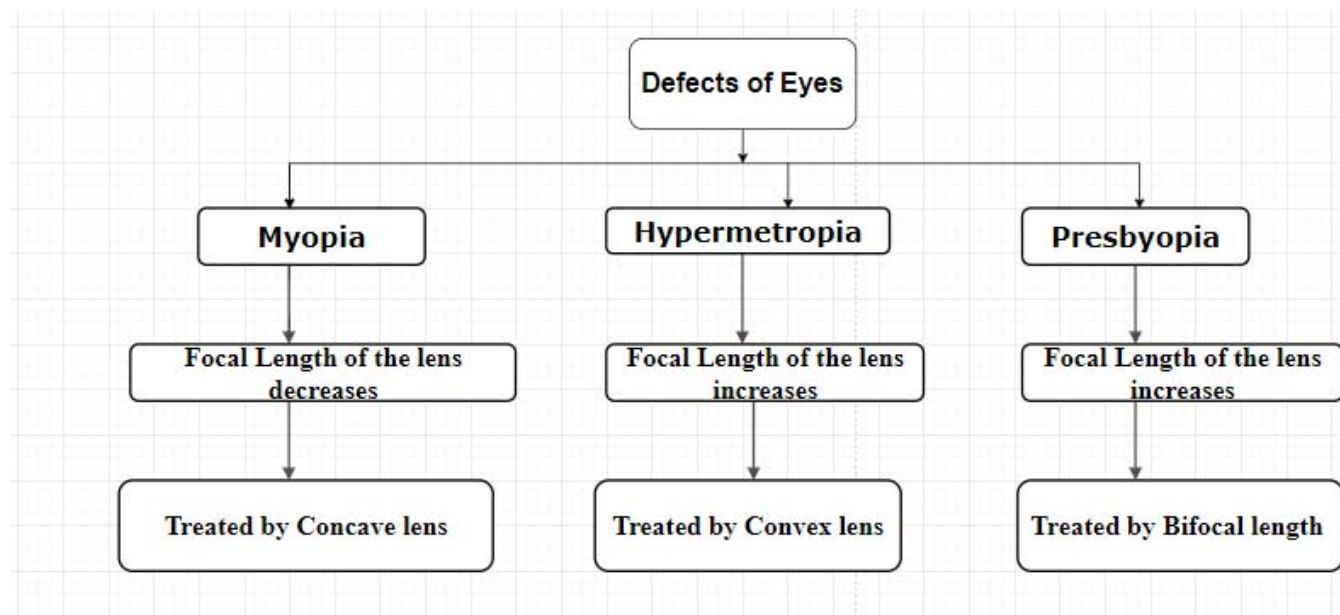 Defects of Eyes
Myopia
Hypermetropia
Presbyopia
Focal Length of the lens
decreases
Focal Length of the lens
increases
Focal Length of the lens
increases
Treated by Concave lens
Treated by Convex lens
Treated by Bifocal length